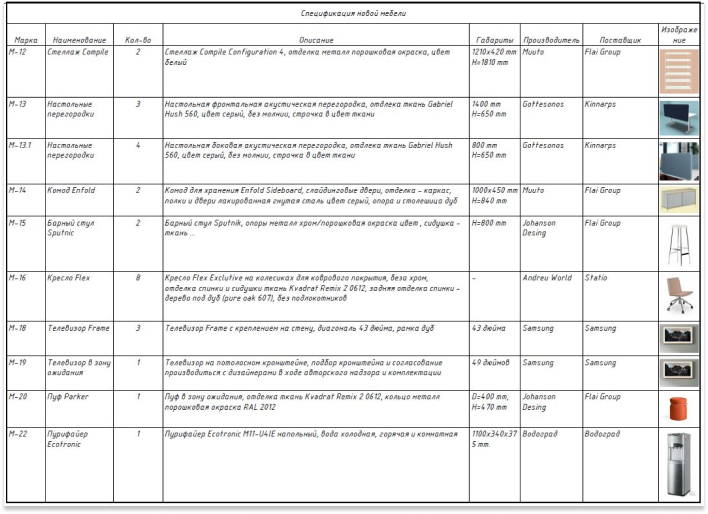 Спецификация новой мебели
Марка Наименование Кол-во Описание Габариты Производитель Поставщик Изображе
ние
М-12 Стеллаж Compile 2 Стеллаж Compile Configuration 4, отделка металл порошковая окраска, цвет 1210х420 mm Muuto Flai Group
белый H=1810 mm
М-13 Настольные 3 Настольная фронтальная акустическая перегородка, отдлека ткань Gabriel 1400 mm Gottesonos Kinnarps
перегородки Hush 560, цвет серый, без молнии, строчка в цвет ткани H=650 mm
М-13.1 Настольные 4 Настольная боковая акустическая перегородка, отдлека ткань Gabriel Hush 800 mm Gottesonos Kinnarps
перегородки 560, цвет серый, без молнии, строчка в цвет ткани H=650 mm
М-14 Комод Enfold 2 Комод для хранения Enfold Sideboard, слайдинговые двери, отделка – каркас, 1000х450 mm Muuto Flai Group
полки и двери лакированная гнутая сталь цвет серый, опора и столешица дуб H=840 mm
М-15 Барный стул 2 Барный стул Sputnik, опоры металл хром/порошковая окраска цвет , сидушка - H=800 mm Johanson Flai Group
Sputnic ткань ... Desing
М-16 Кресло Flex 8 Кресло Flex Exclutive на колесиках для коврового покрытия, беза хром, – Andreu World Statio
отделка спинки и сидушки ткань Kvadrat Remix 2 0612, задняя отделка спинки –
дерево под дуб (pure oak 607), без подлокотников
М-18 Телевизор Frame 3 Телевизор Frame с креплением на стену, диагональ 43 дюйма, рамка дуб 43 дюйма Samsung Samsung
М-19 Телевизор в зону 1 Телевизор на потолосном кронштейне, подбор кронштейна и согласование 49 дюймов Samsung Samsung
ожидания производиться с дизайнерами в ходе авторского надзора и комплектации
М-20 Пуф Parker 1 Пуф в зону ожидания, отделка ткань Kvadrat Remix 2 0612, кольцо металл D=400 mm, Johanson Flai Group
порошковая окраска RAL 2012 H=470 mm Desing
М-22 Пурифайер 1 Пурифайер Ecotronic M11-U4IE напольный, вода холодная, горячая и комнатная 1100х340х37 Водоград Водоград
Ecotronic 5 mm.